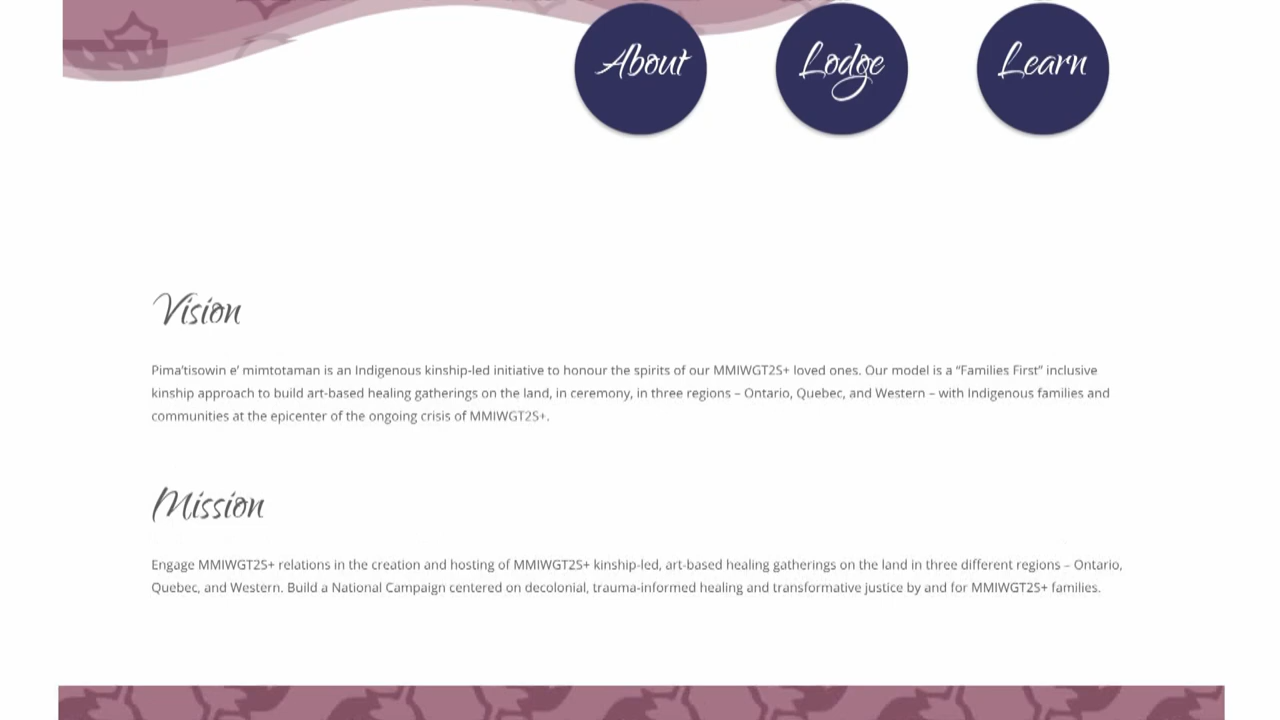 About Lodge Learn
Vision
Pima'tisowin e' mimtotaman is an Indigenous kinship-led initiative to honour the spirits of our MMIWGT2S+ loved ones. Our model is a “Families First” inclusive
kinship approach to build art-based healing gatherings on the land, in ceremony, in three regions – Ontario, Quebec, and Western – with Indigenous families and
communities at the epicenter of the ongoing crisis of MMIWGT2S+.
Mission
Engage MMIWGT2S+ relations in the creation and hosting of MMIWGT2S+ kinship-led, art-based healing gatherings on the land in three different regions – Ontario,
Quebec, and Western. Build a National Campaign centered on decolonial, trauma-informed healing and transformative justice by and for MMIWGT2S+ families.